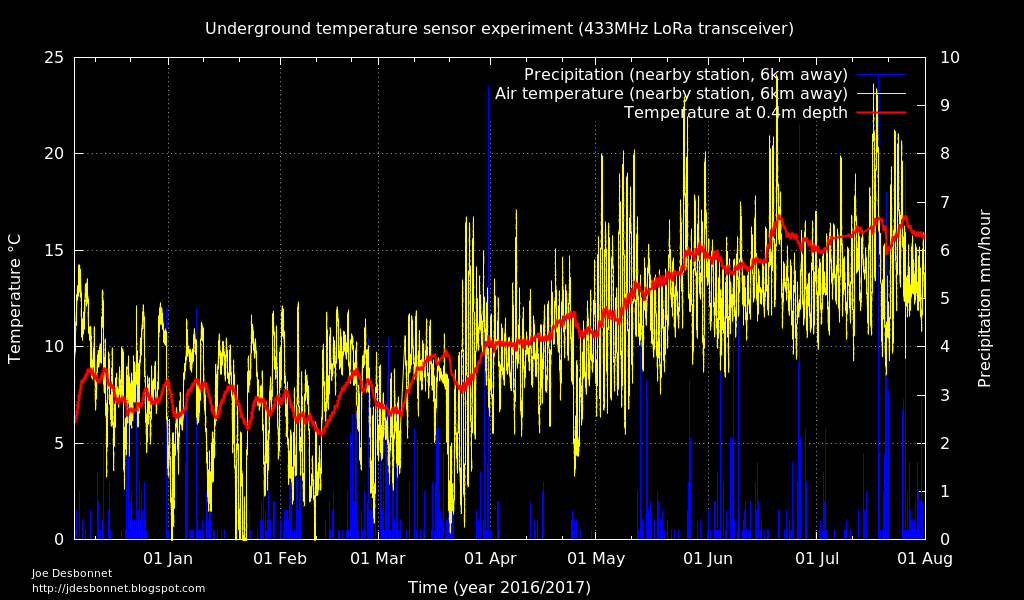 Underground temperature sensor experiment (433MHz LoRa transceiver)
Precipitation (nearby station, 6km away)
Air temperature (nearby station, 6km away)
Temperature at 0.4m depth
25
20
15
10
5
0
Temperature °C
10
9
8
7
6
5
4
3
2
1
0
Precipitation mm/hour
01 Jan 01 Feb 01 Mar 01 Apr 01 May 01 Jun 01 Jul 01 Aug
Time (year 2016/2017)
Joe Desbonnet
http://jdesbonnet.blogspot.com